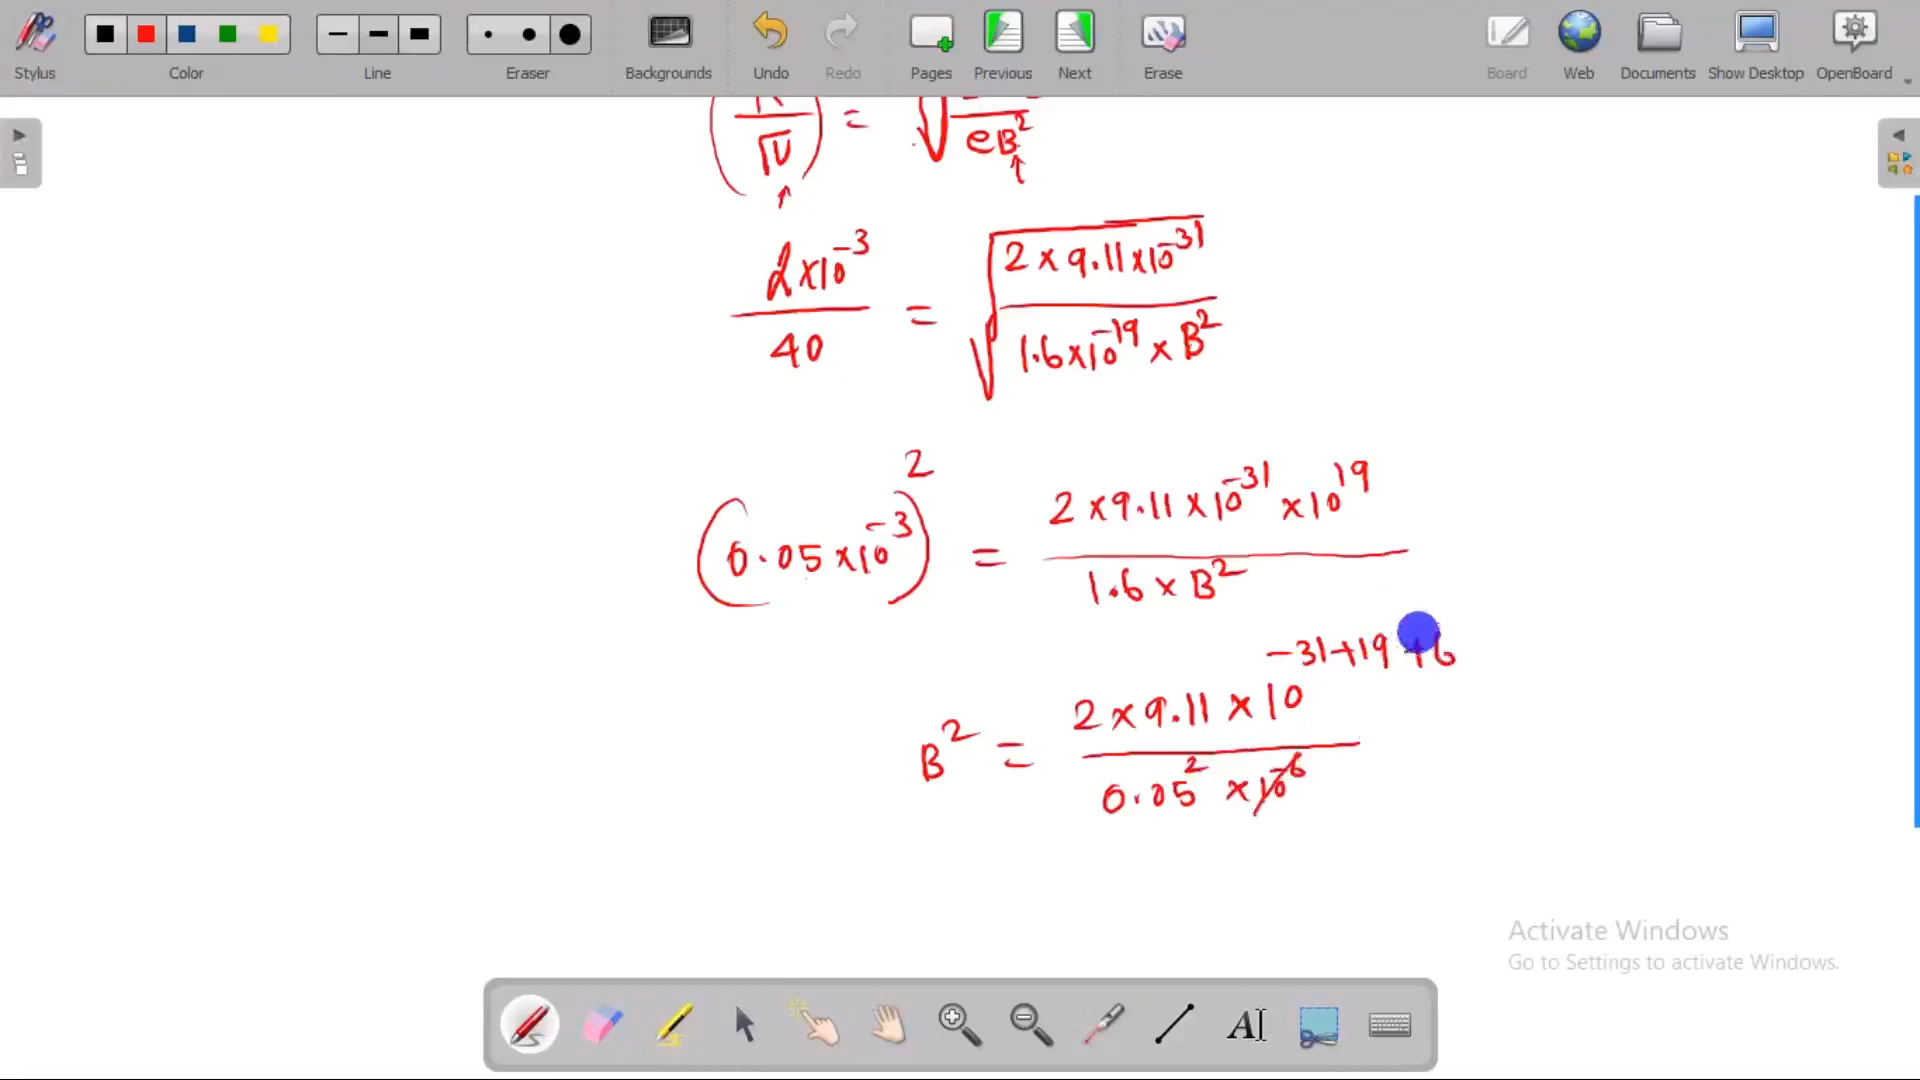 Stylus Color Line Eraser Backgrounds Undo Redo Pages Previous Next Erase Board Web Documents Show Desktop OpenBoard
√V = eB²
2×10⁻³ / 40 = √(2 × 9.11×10⁻³¹ / 1.6×10⁻¹⁹ × B²)
(0.05×10⁻³)² = 2×9.11×10⁻³¹ ×10¹⁹ / 1.6 × B²
B² = 2×9.11×10⁻³¹⁺¹⁹⁺⁶ / 0.05² ×10⁻⁶
Activate Windows
Go to Settings to activate Windows.
AI